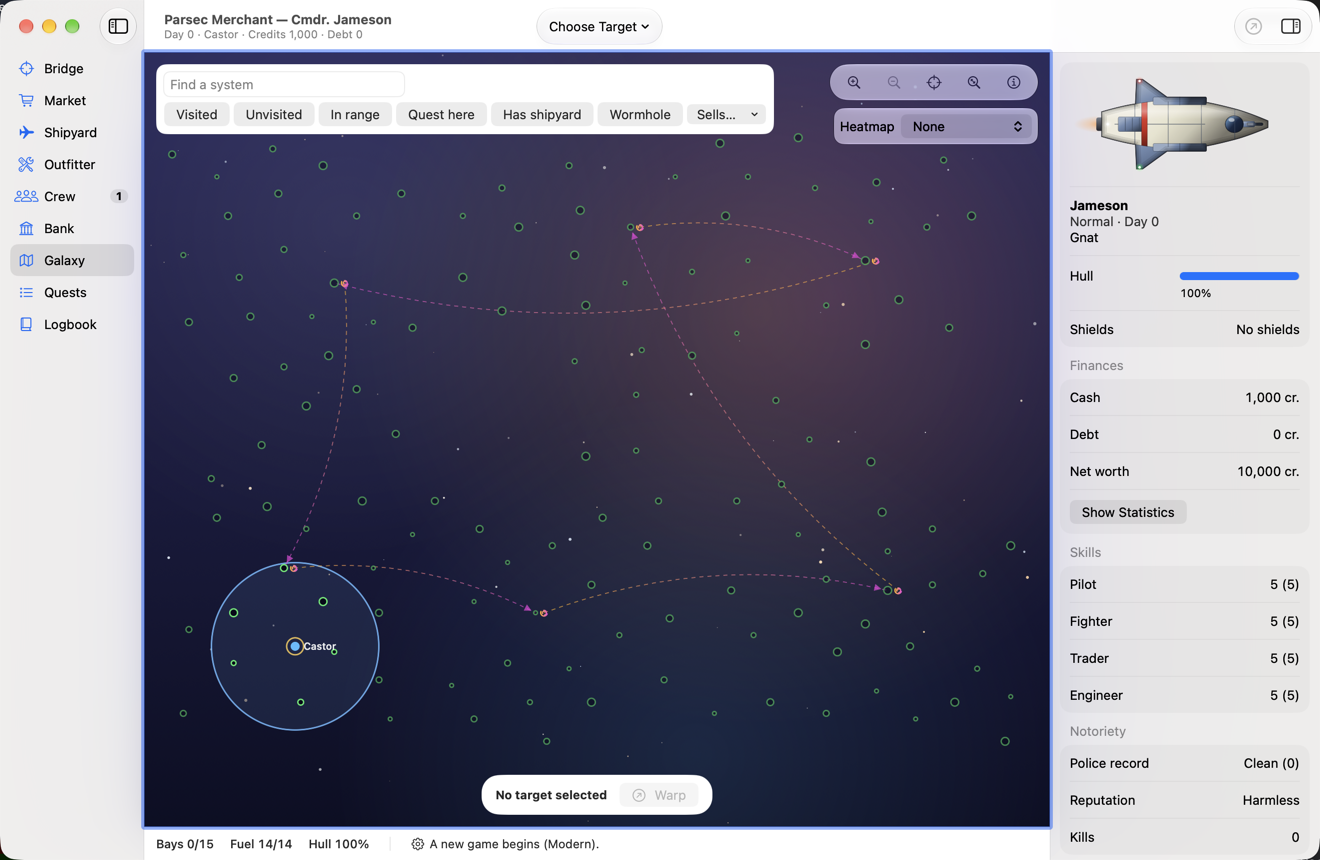 Parsec Merchant — Cmdr. Jameson
Day 0 · Castor · Credits 1,000 · Debt 0
Choose Target
Bridge
Market
Shipyard
Outfitter
Crew 1
Bank
Galaxy
Quests
Logbook
Find a system
Visited Unvisited In range Quest here Has shipyard Wormhole Sells...
Heatmap None
Castor
No target selected Warp
Bays 0/15 Fuel 14/14 Hull 100% A new game begins (Modern).
Jameson
Normal · Day 0
Gnat
Hull
100%
Shields No shields
Finances
Cash 1,000 cr.
Debt 0 cr.
Net worth 10,000 cr.
Show Statistics
Skills
Pilot 5 (5)
Fighter 5 (5)
Trader 5 (5)
Engineer 5 (5)
Notoriety
Police record Clean (0)
Reputation Harmless
Kills 0